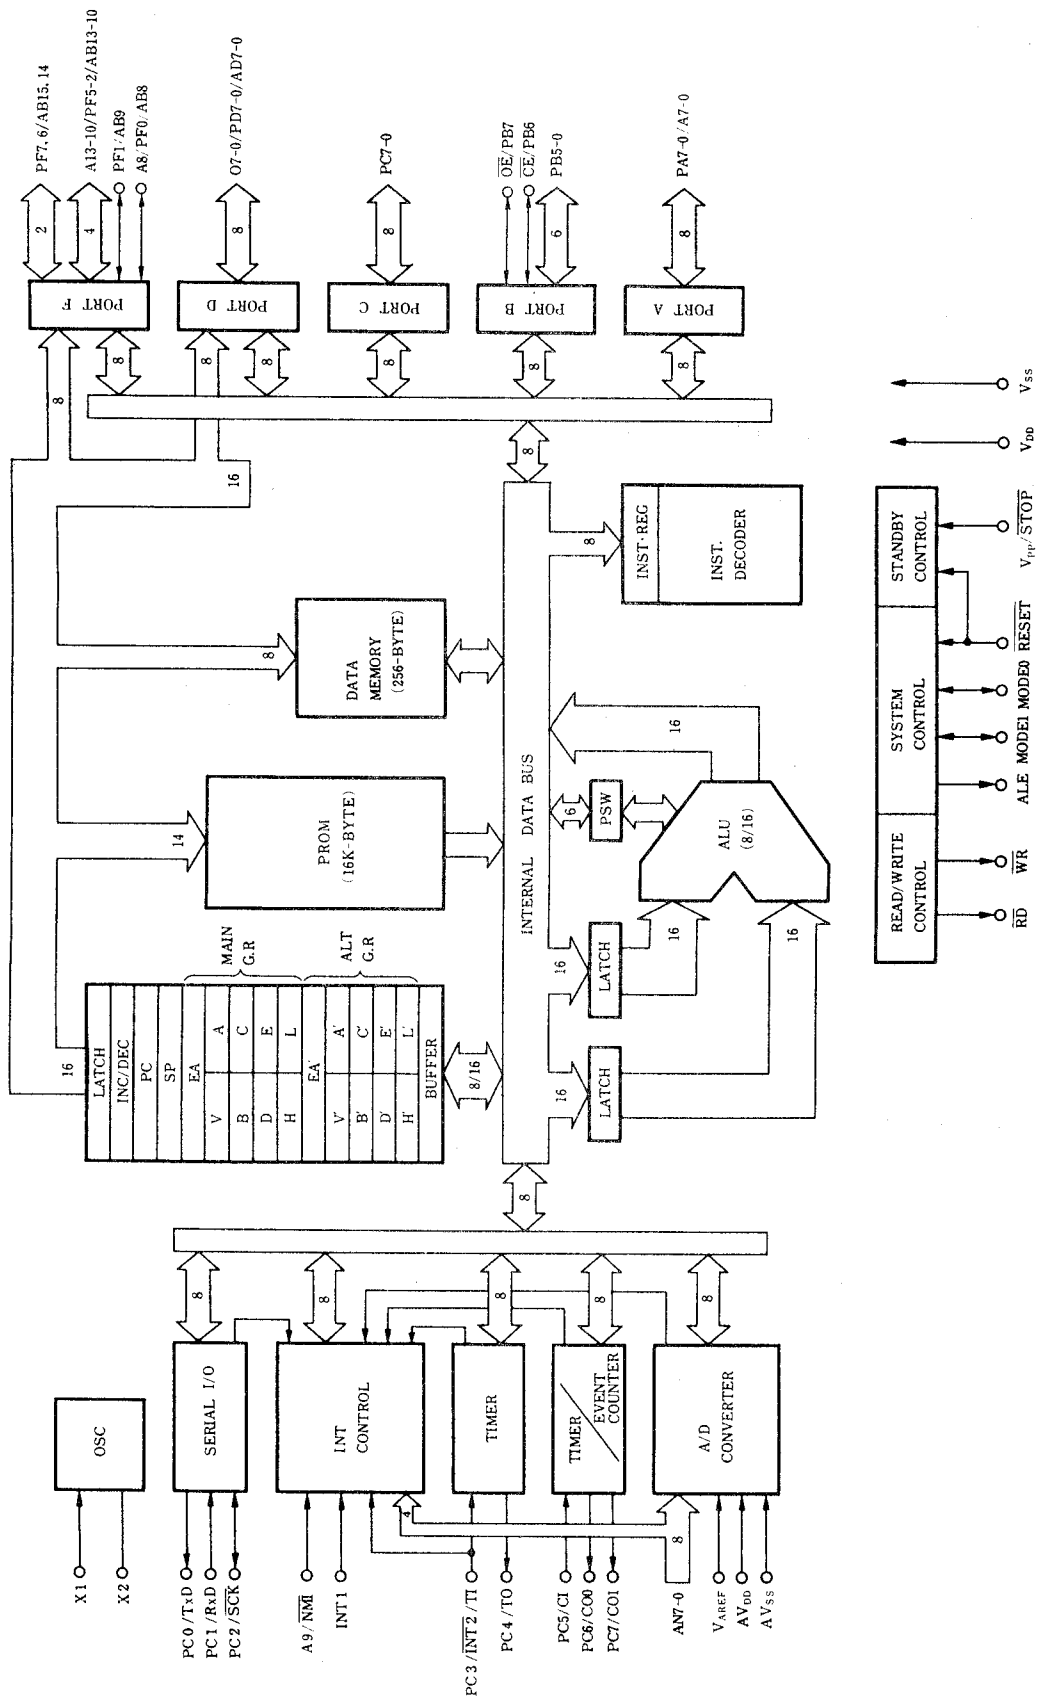 X1
X2
OSC
PC0/TxD
PC1/RxD
PC2/SCK
SERIAL I/O
8
A9/NMI
INT1
INT
CONTROL
8
4
PC3/INT2/TI
PC4/TO
TIMER
8
PC5/CI
PC6/CO0
PC7/CO1
TIMER
EVENT
COUNTER
8
AN7-0
8
VAREF
AVDD
AVSS
A/D
CONVERTER
8
8
16
LATCH
INC/DEC
PC
SP
EA
V
A
B
C
D
E
H
L
EA'
V'
A'
B'
C'
D'
E'
H'
L'
BUFFER
MAIN
G.R
ALT
G.R
8/16
14
PROM
(16K-BYTE)
8
DATA
MEMORY
(256-BYTE)
16
INTERNAL DATA BUS
16
LATCH
16
16
LATCH
16
6
PSW
ALU
(8/16)
16
8
INST·REG
INST.
DECODER
8
8
8
PORT F
2
PF7,6/AB15,14
4
A13-10/PF5-2/AB13-10
PF1/AB9
A8/PF0/AB8
8
8
PORT D
8
O7-0/PD7-0/AD7-0
8
PORT C
8
PC7-0
8
PORT B
OE/PB7
CE/PB6
6
PB5-0
8
PORT A
8
PA7-0/A7-0
READ/WRITE
CONTROL
SYSTEM
CONTROL
STANDBY
CONTROL
RD
WR
ALE
MODE1
MODE0
RESET
VPP/STOP
VDD
VSS